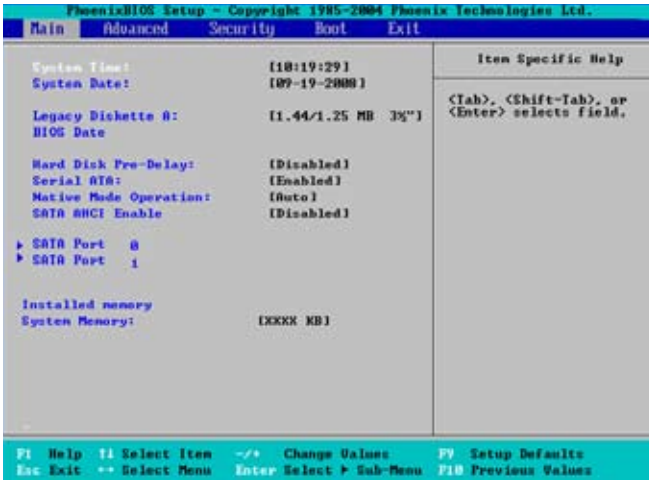 PhoenixBIOS Setup - Copyright 1985-2004 Phoenix Technologies Ltd.
Main Advanced Security Boot Exit
System Time: [10:19:29]
System Date: [09-19-2008]
Legacy Diskette A: [1.44/1.25 MB 3½"]
BIOS Date
Hard Disk Pre-Delay: [Disabled]
Serial ATA: [Enabled]
Native Mode Operation: [Auto]
SATA AHCI Enable [Disabled]
SATA Port 0
SATA Port 1
Installed memory
System Memory: [XXXX KB]
Item Specific Help
<Tab>, <Shift-Tab>, or
<Enter> selects field.
F1 Help ↑↓ Select Item -/+ Change Values F9 Setup Defaults
Esc Exit ↔ Select Menu Enter Select ▶ Sub-Menu F10 Previous Values